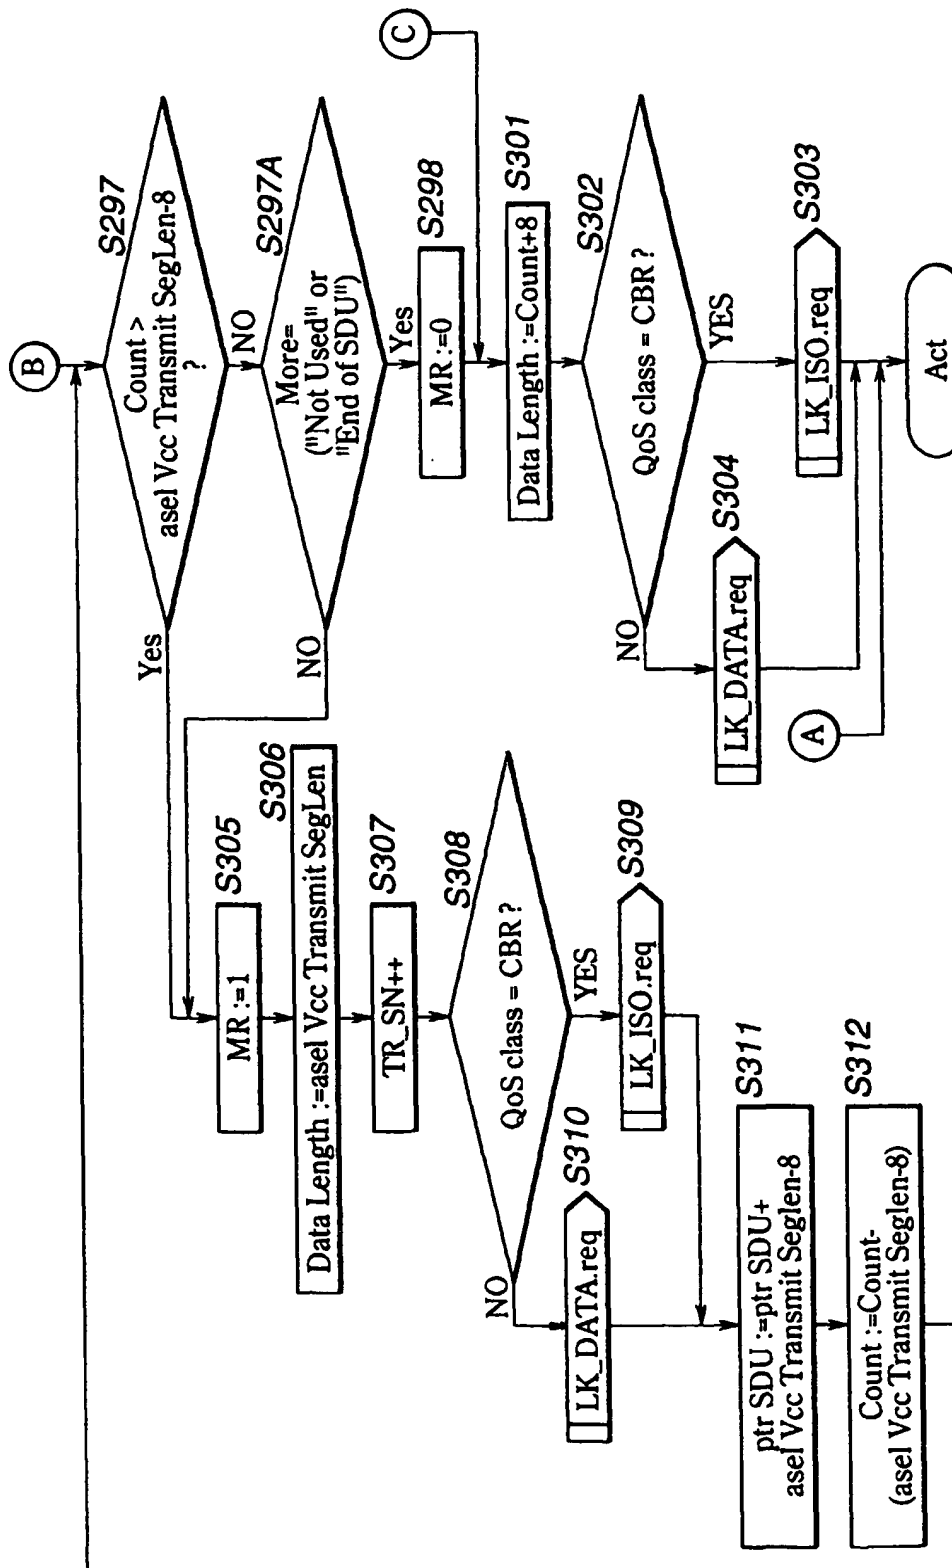 B
S297
Count >
asel Vcc Transmit SegLen-8
?
Yes
NO
S297A
More=
("Not Used" or
"End of SDU")
NO
Yes
S298
MR :=0
C
S301
Data Length :=Count+8
S302
QoS class = CBR ?
NO
YES
S304
LK_DATA.req
S303
LK_ISO.req
A
Act
S305
MR :=1
S306
Data Length :=asel Vcc Transmit SegLen
S307
TR_SN++
S308
QoS class = CBR ?
NO
YES
S310
LK_DATA.req
S309
LK_ISO.req
S311
ptr SDU :=ptr SDU+
asel Vcc Transmit Seglen-8
S312
Count :=Count-
(asel Vcc Transmit Seglen-8)